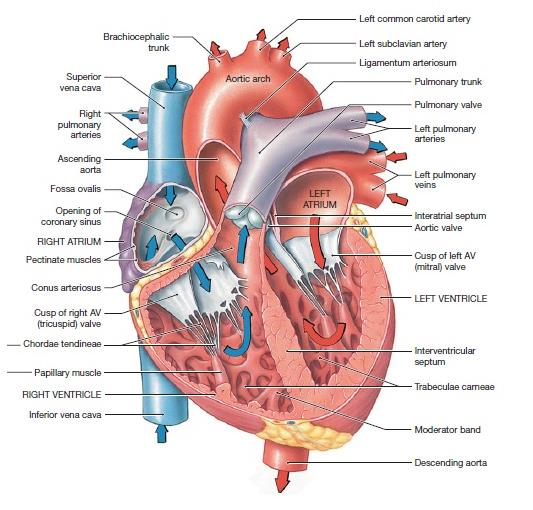 Brachiocephalic
trunk
Superior
vena cava
Right
pulmonary
arteries
Ascending
aorta
Fossa ovalis
Opening of
coronary sinus
RIGHT ATRIUM
Pectinate muscles
Conus arteriosus
Cusp of right AV
(tricuspid) valve
Chordae tendineae
Papillary muscle
RIGHT VENTRICLE
Inferior vena cava
Aortic arch
LEFT
ATRIUM
Left common carotid artery
Left subclavian artery
Ligamentum arteriosum
Pulmonary trunk
Pulmonary valve
Left pulmonary
arteries
Left pulmonary
veins
Interatrial septum
Aortic valve
Cusp of left AV
(mitral) valve
LEFT VENTRICLE
Interventricular
septum
Trabeculae carneae
Moderator band
Descending aorta